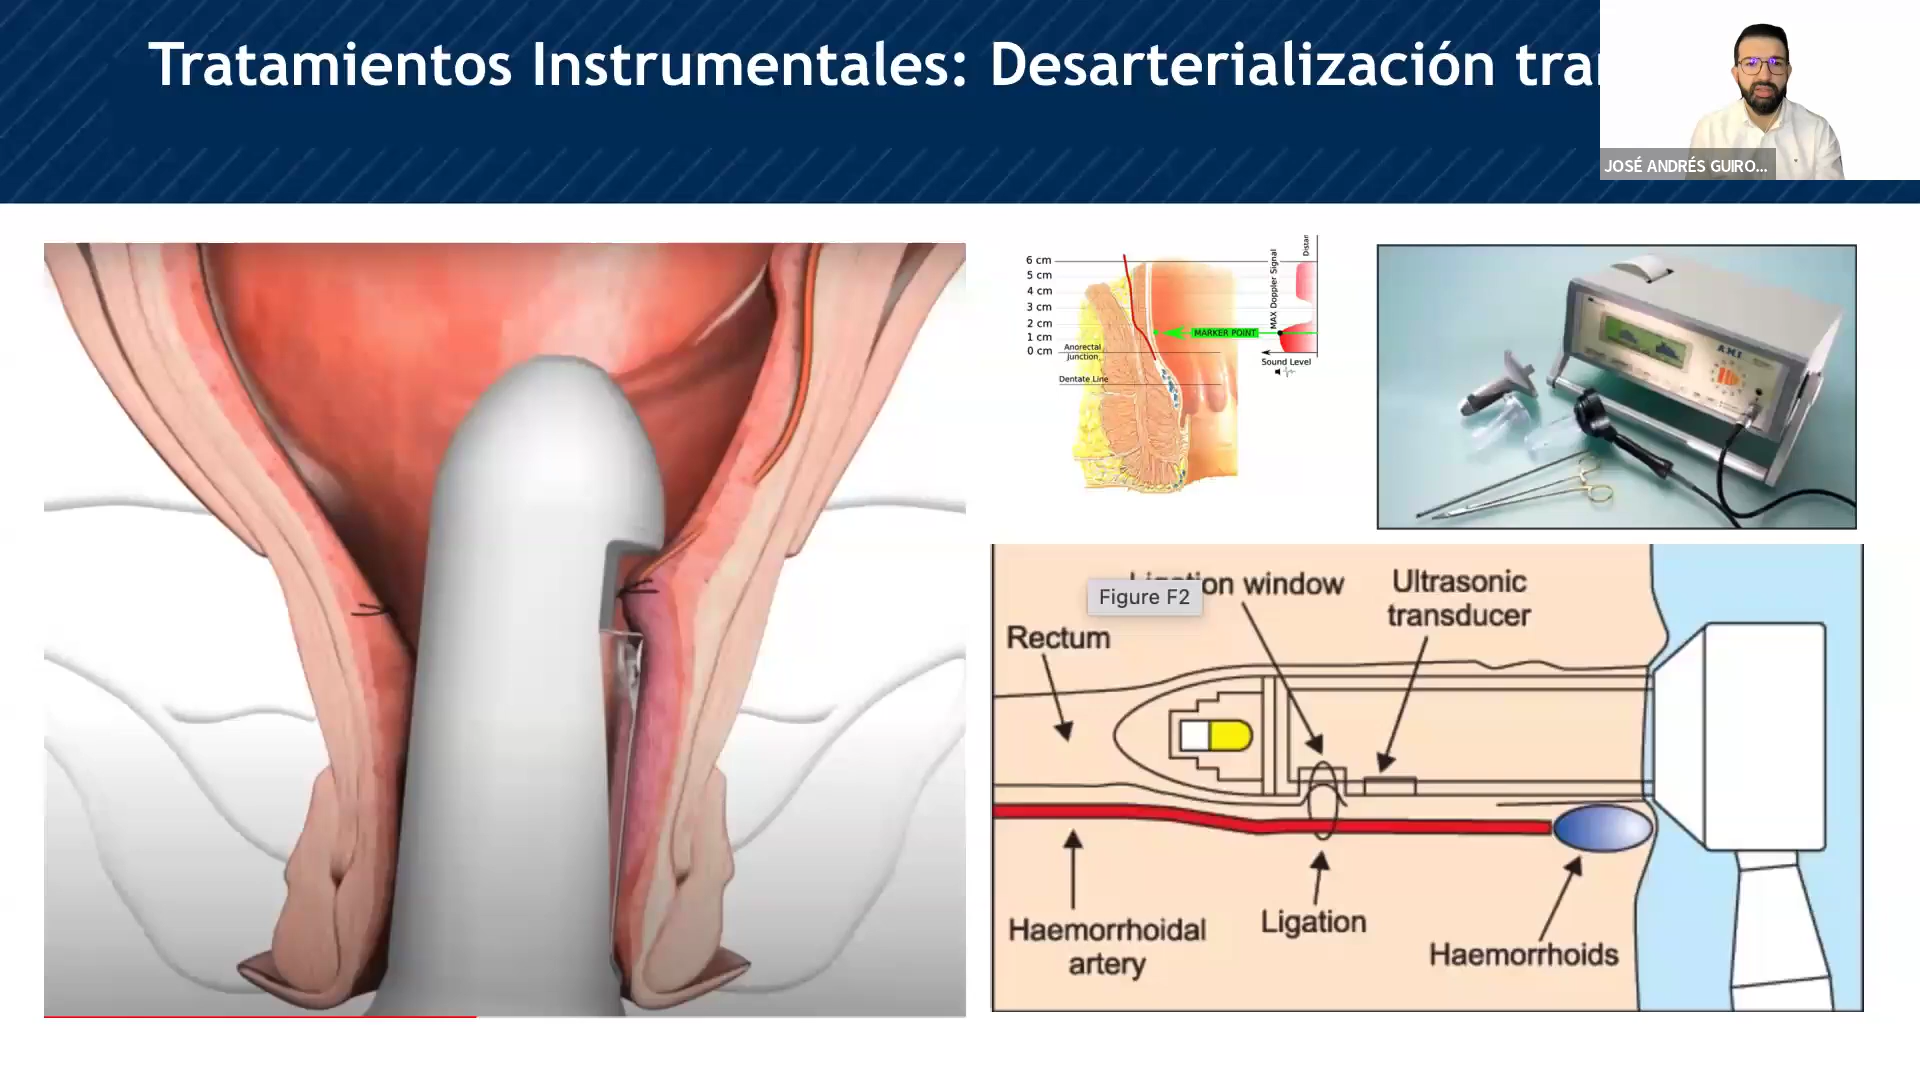 Tratamientos Instrumentales: Desarterialización tra
JOSÉ ANDRÉS GUIRO...
6 cm
5 cm
4 cm
3 cm
2 cm
1 cm
0 cm
Anorectal
Junction
Dentate Line
MARKER POINT
MAX Doppler Signal
Distan
Sound Level
A.M.I.
Figure F2
window
Ultrasonic
transducer
Rectum
Haemorrhoidal
artery
Ligation
Haemorrhoids